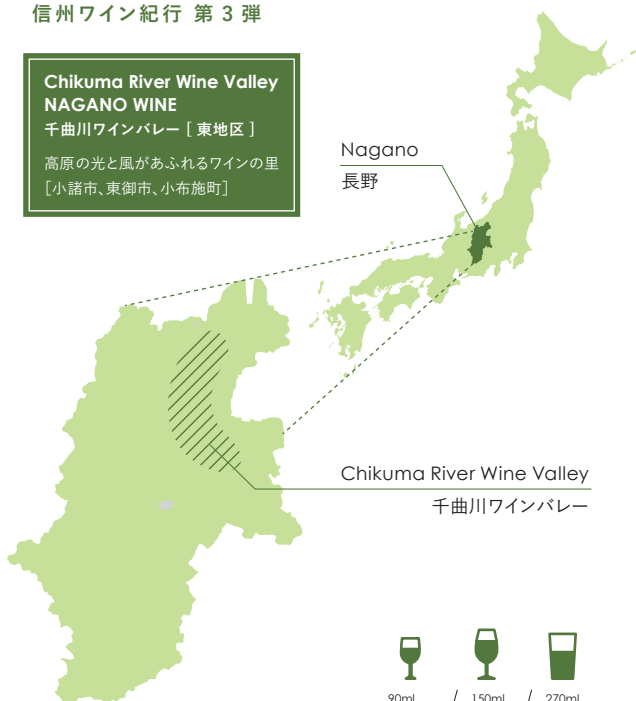 信州ワイン紀行 第3弾
Chikuma River Wine Valley
NAGANO WINE
千曲川ワインバレー［東地区］
高原の光と風があふれるワインの里
［小諸市、東御市、小布施町］
Nagano
長野
Chikuma River Wine Valley
千曲川ワインバレー
90ml / 150ml / 270ml